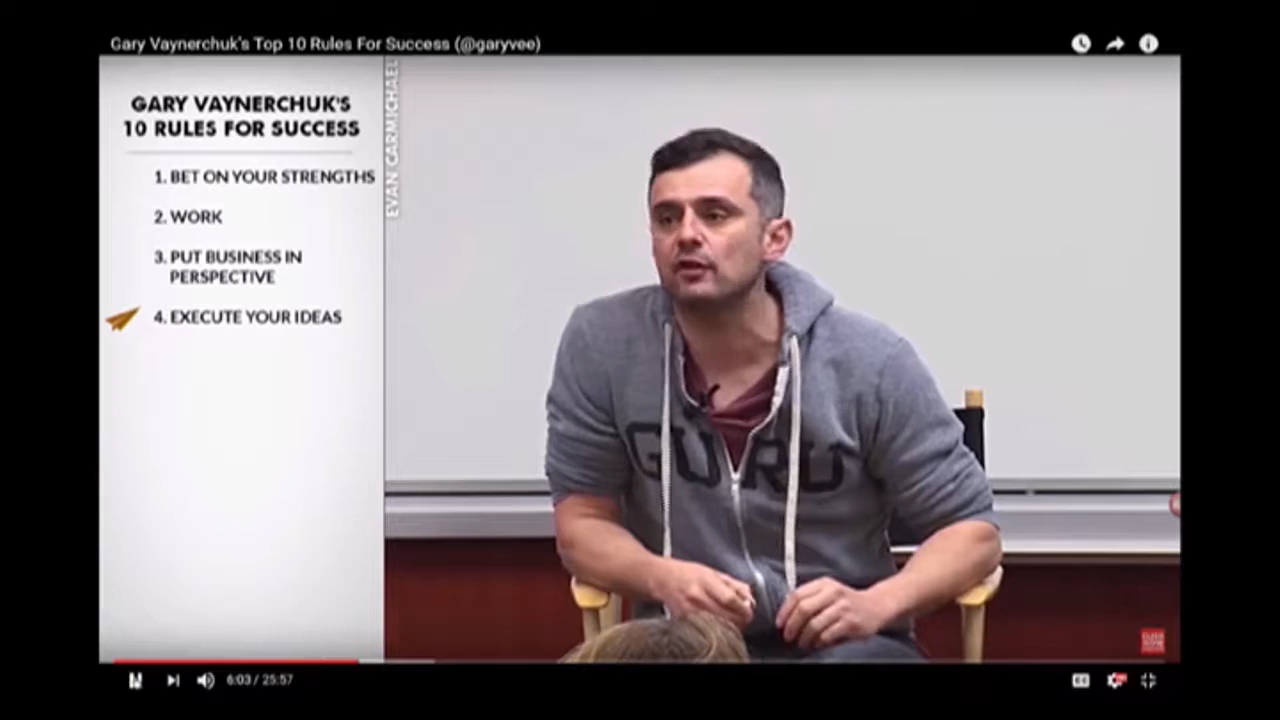 Gary Vaynerchuk's Top 10 Rules For Success (@garyvee)
GARY VAYNERCHUK'S
10 RULES FOR SUCCESS
1. BET ON YOUR STRENGTHS
2. WORK
3. PUT BUSINESS IN
PERSPECTIVE
4. EXECUTE YOUR IDEAS
EVAN CARMICHAEL
GURU
6:03 / 25:57